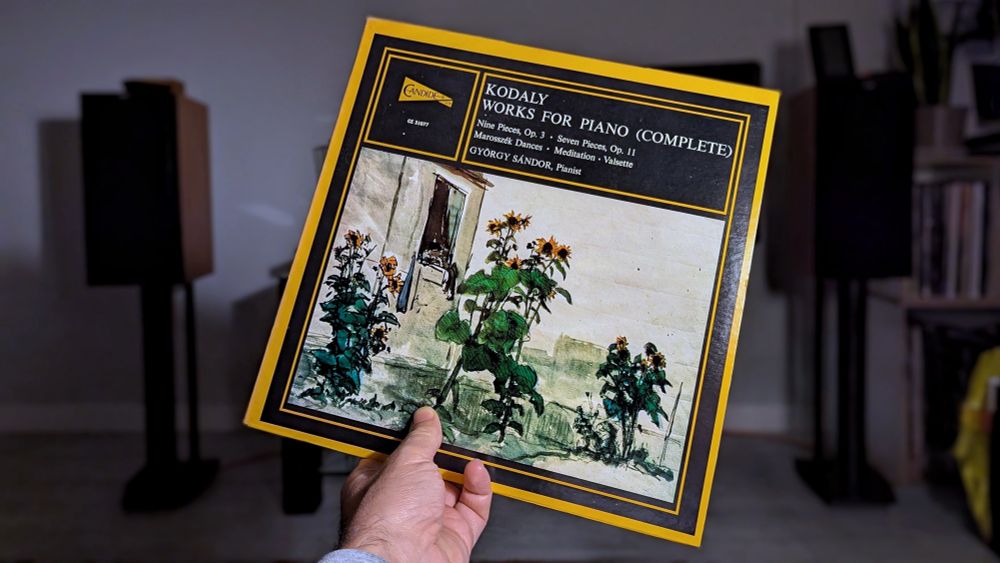 CANDIDE
CE 31077
KODALY
WORKS FOR PIANO (COMPLETE)
Nine Pieces, Op. 3 • Seven Pieces, Op. 11
Marosszék Dances • Meditation • Valsette
GYÖRGY SÁNDOR, Pianist